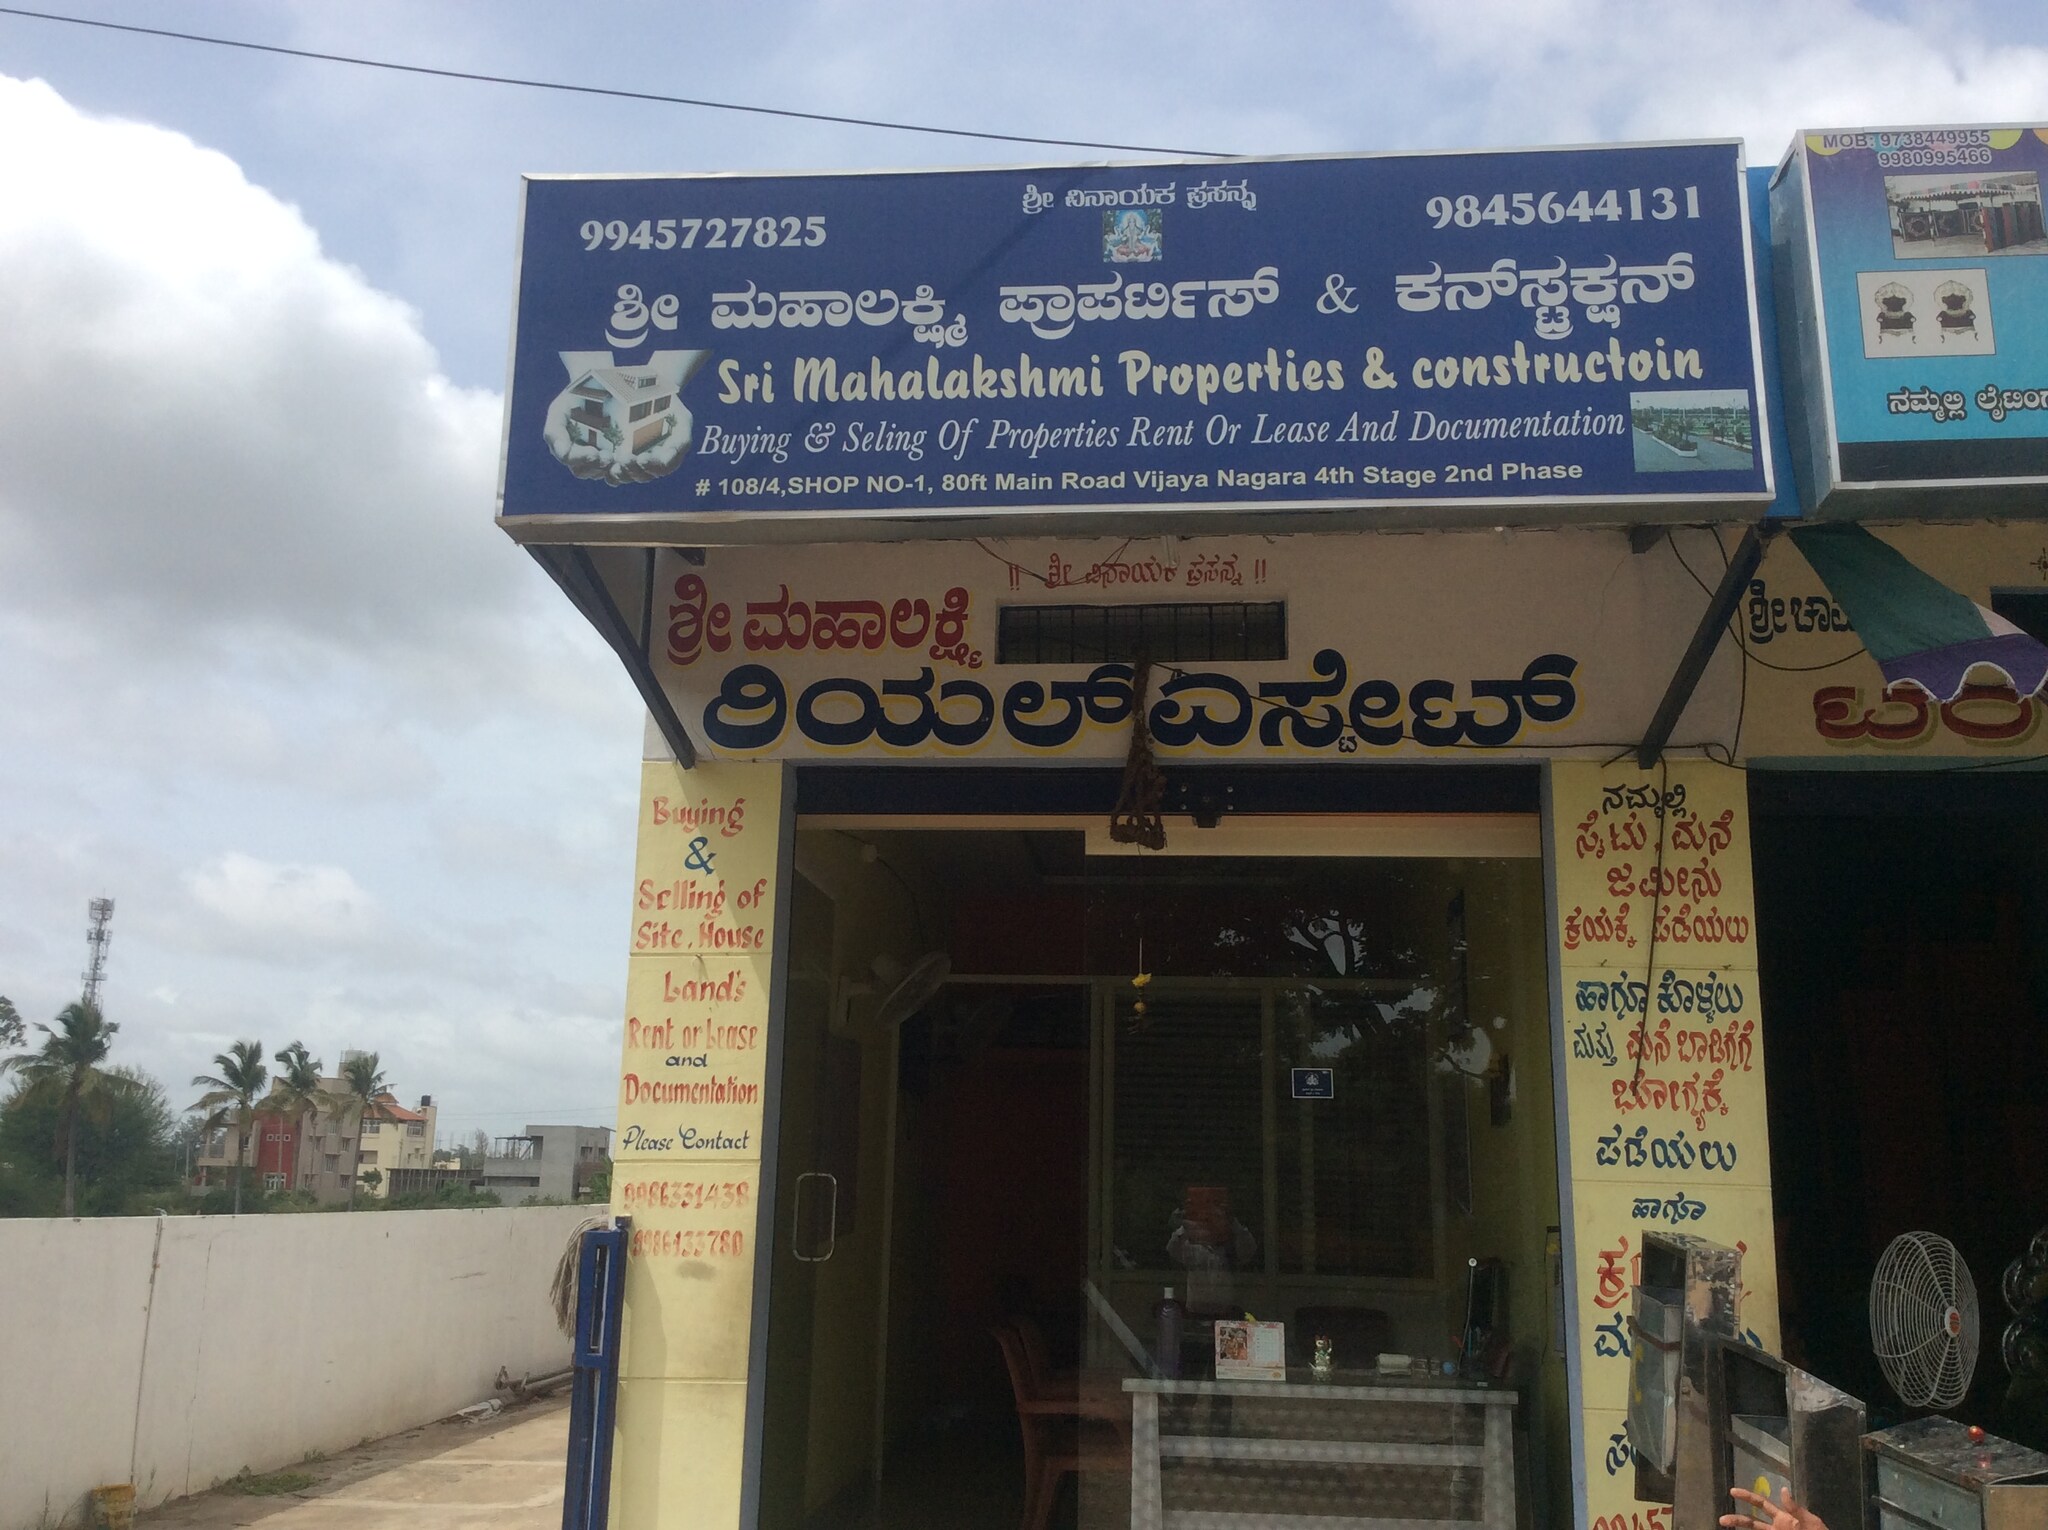 9945727825
ಶ್ರೀ ವಿನಾಯಕ ಪ್ರಸನ್ನ
9845644131
ಶ್ರೀ ಮಹಾಲಕ್ಷ್ಮಿ ಪ್ರಾಪರ್ಟಿಸ್ & ಕನ್‌ಸ್ಟ್ರಕ್ಷನ್
Sri Mahalakshmi Properties & constructoin
Buying & Seling Of Properties Rent Or Lease And Documentation
# 108/4,SHOP NO-1, 80ft Main Road Vijaya Nagara 4th Stage 2nd Phase
MOB: 9738449955
9980995466
ನಮ್ಮಲ್ಲಿ ಲೈಟಿಂಗ
!! ಶ್ರೀ ವಿನಾಯಕ ಪ್ರಸನ್ನ !!
ಶ್ರೀ ಮಹಾಲಕ್ಷ್ಮಿ
ರಿಯಲ್ ಎಸ್ಟೇಟ್
Buying
&
Selling of
Site, House
Land's
Rent or Lease
and
Documentation
Please Contact
9986331438
9986133780
ನಮ್ಮಲ್ಲಿ
ಸೈಟು, ಮನೆ
ಜಮೀನು
ಕ್ರಯಕ್ಕೆ ಪಡೆಯಲು
ಹಾಗೂ ಕೊಳ್ಳಲು
ಮತ್ತು ಮನೆ ಬಾಡಿಗೆಗೆ
ಭೋಗ್ಯಕ್ಕೆ
ಪಡೆಯಲು
ಹಾಗೂ
ಶ್ರೀ ಚಾಮ